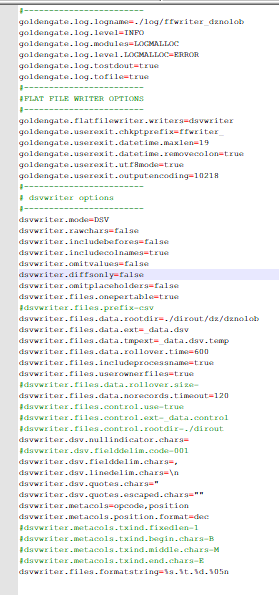 #------------------------
goldengate.log.logname=./log/ffwriter_dznolob
goldengate.log.level=INFO
goldengate.log.modules=LOGMALLOC
goldengate.log.level.LOGMALLOC=ERROR
goldengate.log.tostdout=true
goldengate.log.tofile=true
#------------------------
#FLAT FILE WRITER OPTIONS
#------------------------
goldengate.flatfilewriter.writers=dsvwriter
goldengate.userexit.chkptprefix=ffwriter_
goldengate.userexit.datetime.maxlen=19
goldengate.userexit.datetime.removecolon=true
goldengate.userexit.utf8mode=true
goldengate.userexit.outputencoding=10218
#------------------------
# dsvwriter options
#------------------------
dsvwriter.mode=DSV
dsvwriter.rawchars=false
dsvwriter.includebefores=false
dsvwriter.includecolnames=true
dsvwriter.omitvalues=false
dsvwriter.diffsonly=false
dsvwriter.omitplaceholders=false
dsvwriter.files.onepertable=true
#dsvwriter.files.prefix=csv
dsvwriter.files.data.rootdir=./dirout/dz/dznolob
dsvwriter.files.data.ext=_data.dsv
dsvwriter.files.data.tmpext=_data.dsv.temp
dsvwriter.files.data.rollover.time=600
dsvwriter.files.includeprocessname=true
dsvwriter.files.userownerfiles=true
#dsvwriter.files.data.rollover.size=
dsvwriter.files.data.norecords.timeout=120
#dsvwriter.files.control.use=true
#dsvwriter.files.control.ext=_data.control
#dsvwriter.files.control.rootdir=./dirout
dsvwriter.dsv.nullindicator.chars=
#dsvwriter.dsv.fielddelim.code=001
dsvwriter.dsv.fielddelim.chars=,
dsvwriter.dsv.linedelim.chars=\n
dsvwriter.dsv.quotes.chars="
dsvwriter.dsv.quotes.escaped.chars=""
dsvwriter.metacols=opcode,position
dsvwriter.metacols.position.format=dec
#dsvwriter.metacols.txind.fixedlen=1
#dsvwriter.metacols.txind.begin.chars=B
#dsvwriter.metacols.txind.middle.chars=M
#dsvwriter.metacols.txind.end.chars=E
dsvwriter.files.formatstring=%s.%t.%d.%05n